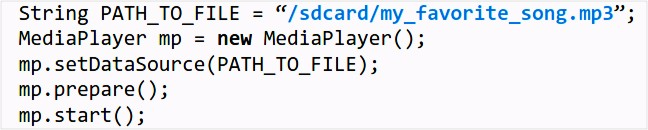 String PATH_TO_FILE = “/sdcard/my_favorite_song.mp3”;
MediaPlayer mp = new MediaPlayer();
mp.setDataSource(PATH_TO_FILE);
mp.prepare();
mp.start();